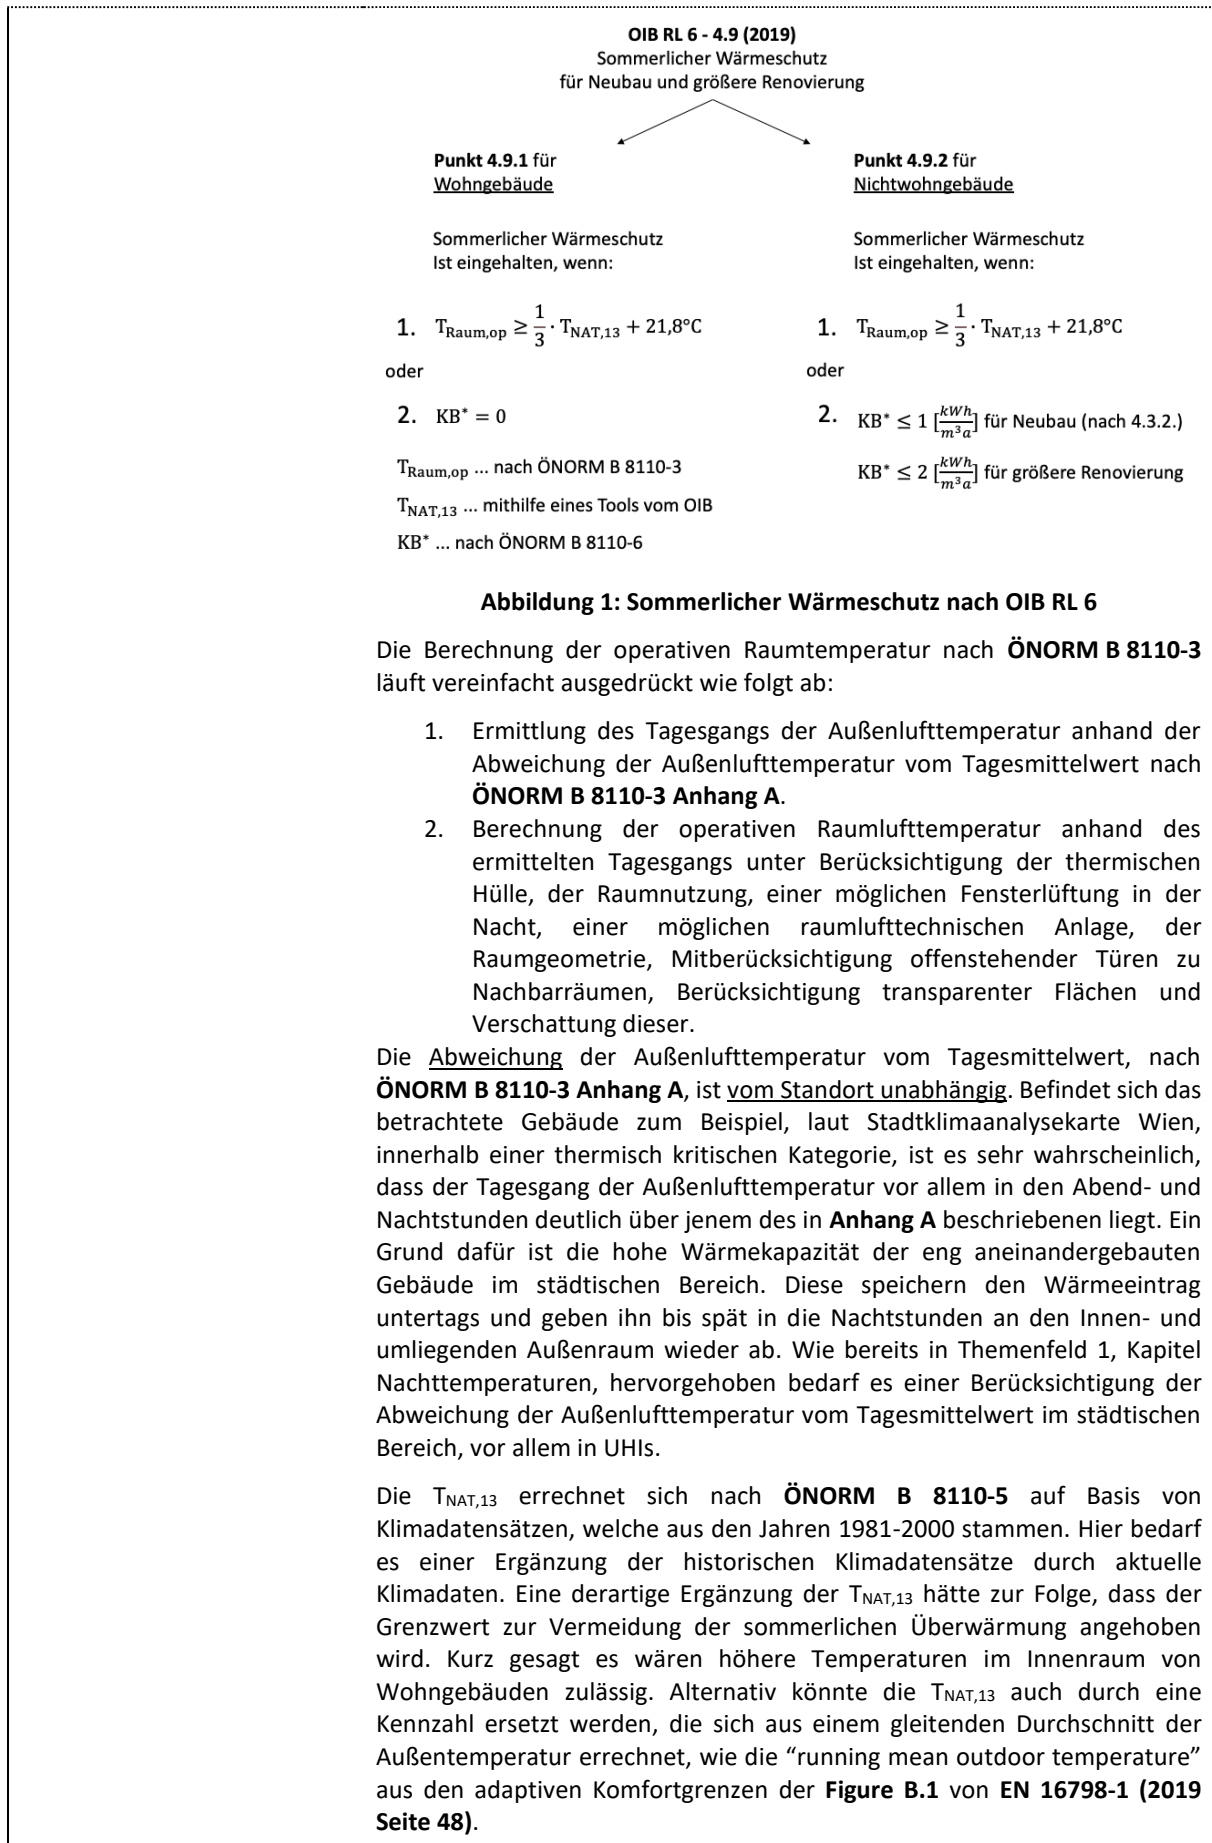 OIB RL 6 - 4.9 (2019)
Sommerlicher Wärmeschutz
für Neubau und größere Renovierung
Punkt 4.9.1 für
Wohngebäude
Sommerlicher Wärmeschutz
Ist eingehalten, wenn:
1. T_Raum,op ≥ 1/3 · T_NAT,13 + 21,8°C
oder
2. KB* = 0
T_Raum,op ... nach ÖNORM B 8110-3
T_NAT,13 ... mithilfe eines Tools vom OIB
KB* ... nach ÖNORM B 8110-6
Punkt 4.9.2 für
Nichtwohngebäude
Sommerlicher Wärmeschutz
Ist eingehalten, wenn:
1. T_Raum,op ≥ 1/3 · T_NAT,13 + 21,8°C
oder
2. KB* ≤ 1 [kWh/m³a] für Neubau (nach 4.3.2.)
KB* ≤ 2 [kWh/m³a] für größere Renovierung
Abbildung 1: Sommerlicher Wärmeschutz nach OIB RL 6
Die Berechnung der operativen Raumtemperatur nach ÖNORM B 8110-3
läuft vereinfacht ausgedrückt wie folgt ab:
1. Ermittlung des Tagesgangs der Außenlufttemperatur anhand der
Abweichung der Außenlufttemperatur vom Tagesmittelwert nach
ÖNORM B 8110-3 Anhang A.
2. Berechnung der operativen Raumlufttemperatur anhand des
ermittelten Tagesgangs unter Berücksichtigung der thermischen
Hülle, der Raumnutzung, einer möglichen Fensterlüftung in der
Nacht, einer möglichen raumlufttechnischen Anlage, der
Raumgeometrie, Mitberücksichtigung offenstehender Türen zu
Nachbarräumen, Berücksichtigung transparenter Flächen und
Verschattung dieser.
Die Abweichung der Außenlufttemperatur vom Tagesmittelwert, nach
ÖNORM B 8110-3 Anhang A, ist vom Standort unabhängig. Befindet sich das
betrachtete Gebäude zum Beispiel, laut Stadtklimaanalysekarte Wien,
innerhalb einer thermisch kritischen Kategorie, ist es sehr wahrscheinlich,
dass der Tagesgang der Außenlufttemperatur vor allem in den Abend- und
Nachtstunden deutlich über jenem des in Anhang A beschriebenen liegt. Ein
Grund dafür ist die hohe Wärmekapazität der eng aneinandergebauten
Gebäude im städtischen Bereich. Diese speichern den Wärmeeintrag
untertags und geben ihn bis spät in die Nachtstunden an den Innen- und
umliegenden Außenraum wieder ab. Wie bereits in Themenfeld 1, Kapitel
Nachttemperaturen, hervorgehoben bedarf es einer Berücksichtigung der
Abweichung der Außenlufttemperatur vom Tagesmittelwert im städtischen
Bereich, vor allem in UHIs.
Die T_NAT,13 errechnet sich nach ÖNORM B 8110-5 auf Basis von
Klimadatensätzen, welche aus den Jahren 1981-2000 stammen. Hier bedarf
es einer Ergänzung der historischen Klimadatensätze durch aktuelle
Klimadaten. Eine derartige Ergänzung der T_NAT,13 hätte zur Folge, dass der
Grenzwert zur Vermeidung der sommerlichen Überwärmung angehoben
wird. Kurz gesagt es wären höhere Temperaturen im Innenraum von
Wohngebäuden zulässig. Alternativ könnte die T_NAT,13 auch durch eine
Kennzahl ersetzt werden, die sich aus einem gleitenden Durchschnitt der
Außentemperatur errechnet, wie die “running mean outdoor temperature”
aus den adaptiven Komfortgrenzen der Figure B.1 von EN 16798-1 (2019
Seite 48).